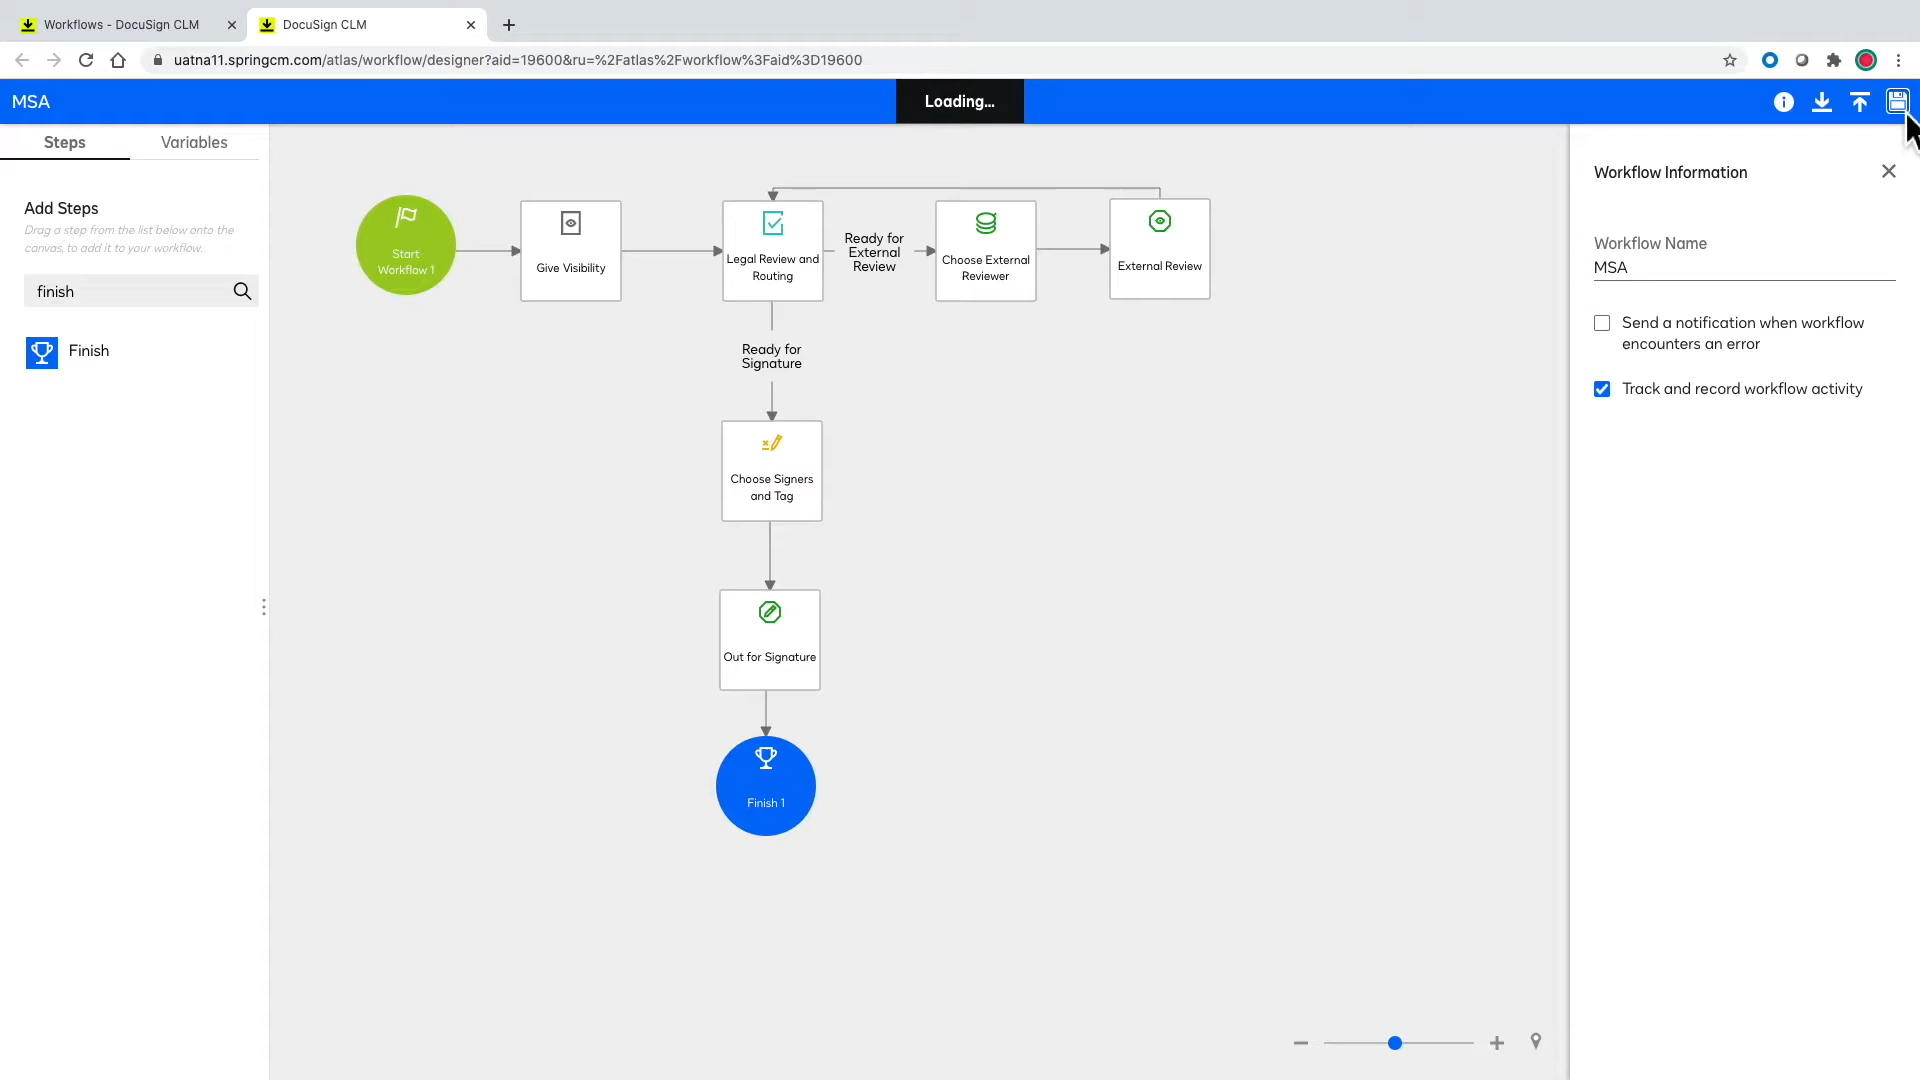 Workflows - DocuSign CLM
DocuSign CLM
uatna11.springcm.com/atlas/workflow/designer?aid=19600&ru=%2Fatlas%2Fworkflow%3Faid%3D19600
MSA
Loading...
Steps
Variables
Add Steps
Drag a step from the list below onto the
canvas, to add it to your workflow.
finish
Finish
Start
Workflow 1
Give Visibility
Legal Review and
Routing
Ready for
External
Review
Choose External
Reviewer
External Review
Ready for
Signature
Choose Signers
and Tag
Out for Signature
Finish 1
Workflow Information
Workflow Name
MSA
Send a notification when workflow
encounters an error
Track and record workflow activity